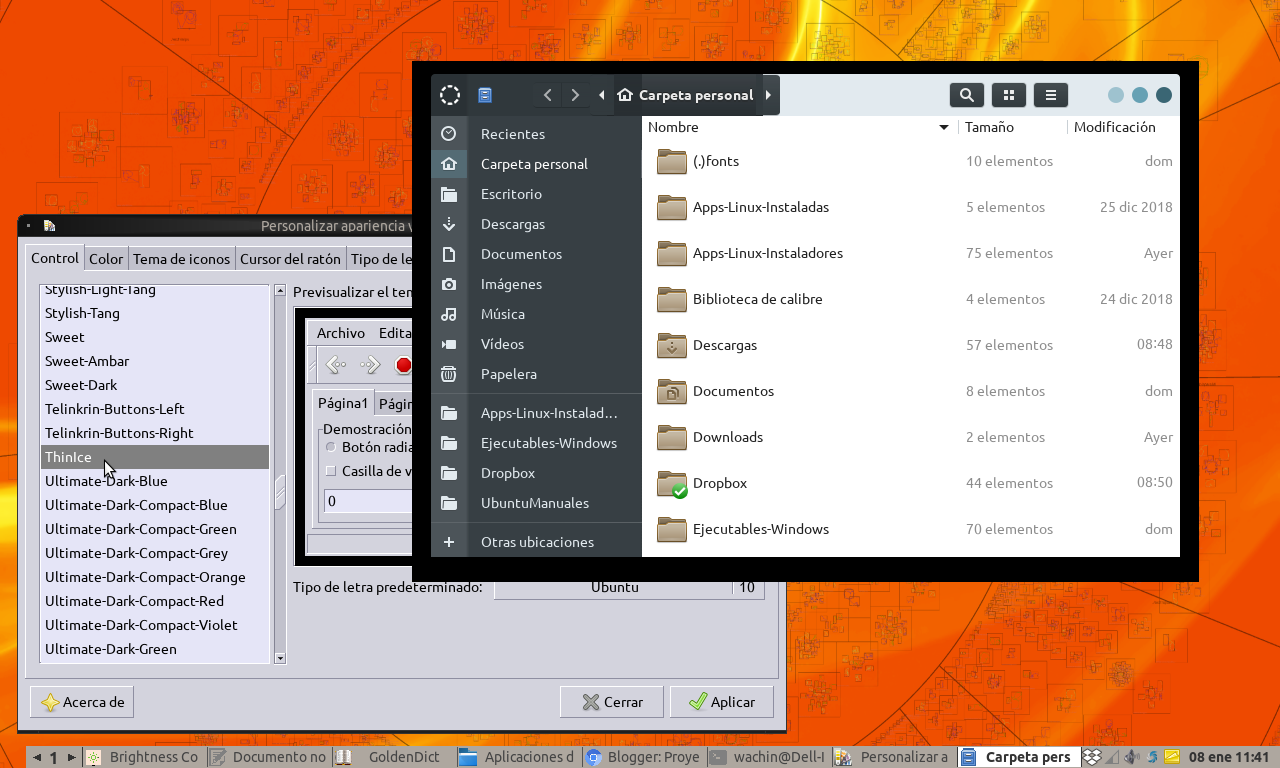 Carpeta personal
Recientes
Carpeta personal
Escritorio
Descargas
Documentos
Imágenes
Música
Vídeos
Papelera
Apps-Linux-Instalad...
Ejecutables-Windows
Dropbox
UbuntuManuales
Otras ubicaciones
Nombre Tamaño Modificación
(.)fonts 10 elementos dom
Apps-Linux-Instaladas 5 elementos 25 dic 2018
Apps-Linux-Instaladores 75 elementos Ayer
Biblioteca de calibre 4 elementos 24 dic 2018
Descargas 57 elementos 08:48
Documentos 8 elementos dom
Downloads 2 elementos Ayer
Dropbox 44 elementos 08:50
Ejecutables-Windows 70 elementos dom
Personalizar apariencia v
Control Color Tema de iconos Cursor del ratón Tipo de le
Stylish-Light-Tang
Stylish-Tang
Sweet
Sweet-Ambar
Sweet-Dark
Telinkrin-Buttons-Left
Telinkrin-Buttons-Right
ThinIce
Ultimate-Dark-Blue
Ultimate-Dark-Compact-Blue
Ultimate-Dark-Compact-Green
Ultimate-Dark-Compact-Grey
Ultimate-Dark-Compact-Orange
Ultimate-Dark-Compact-Red
Ultimate-Dark-Compact-Violet
Ultimate-Dark-Green
Previsualizar el tem
Archivo Edita
Página1 Págin
Demostración
Botón radia
Casilla de v
0
Tipo de letra predeterminado: Ubuntu 10
Acerca de Cerrar Aplicar
1 Brightness Co Documento no GoldenDict Aplicaciones d Blogger: Proye wachin@Dell-I Personalizar a Carpeta pers 08 ene 11:41